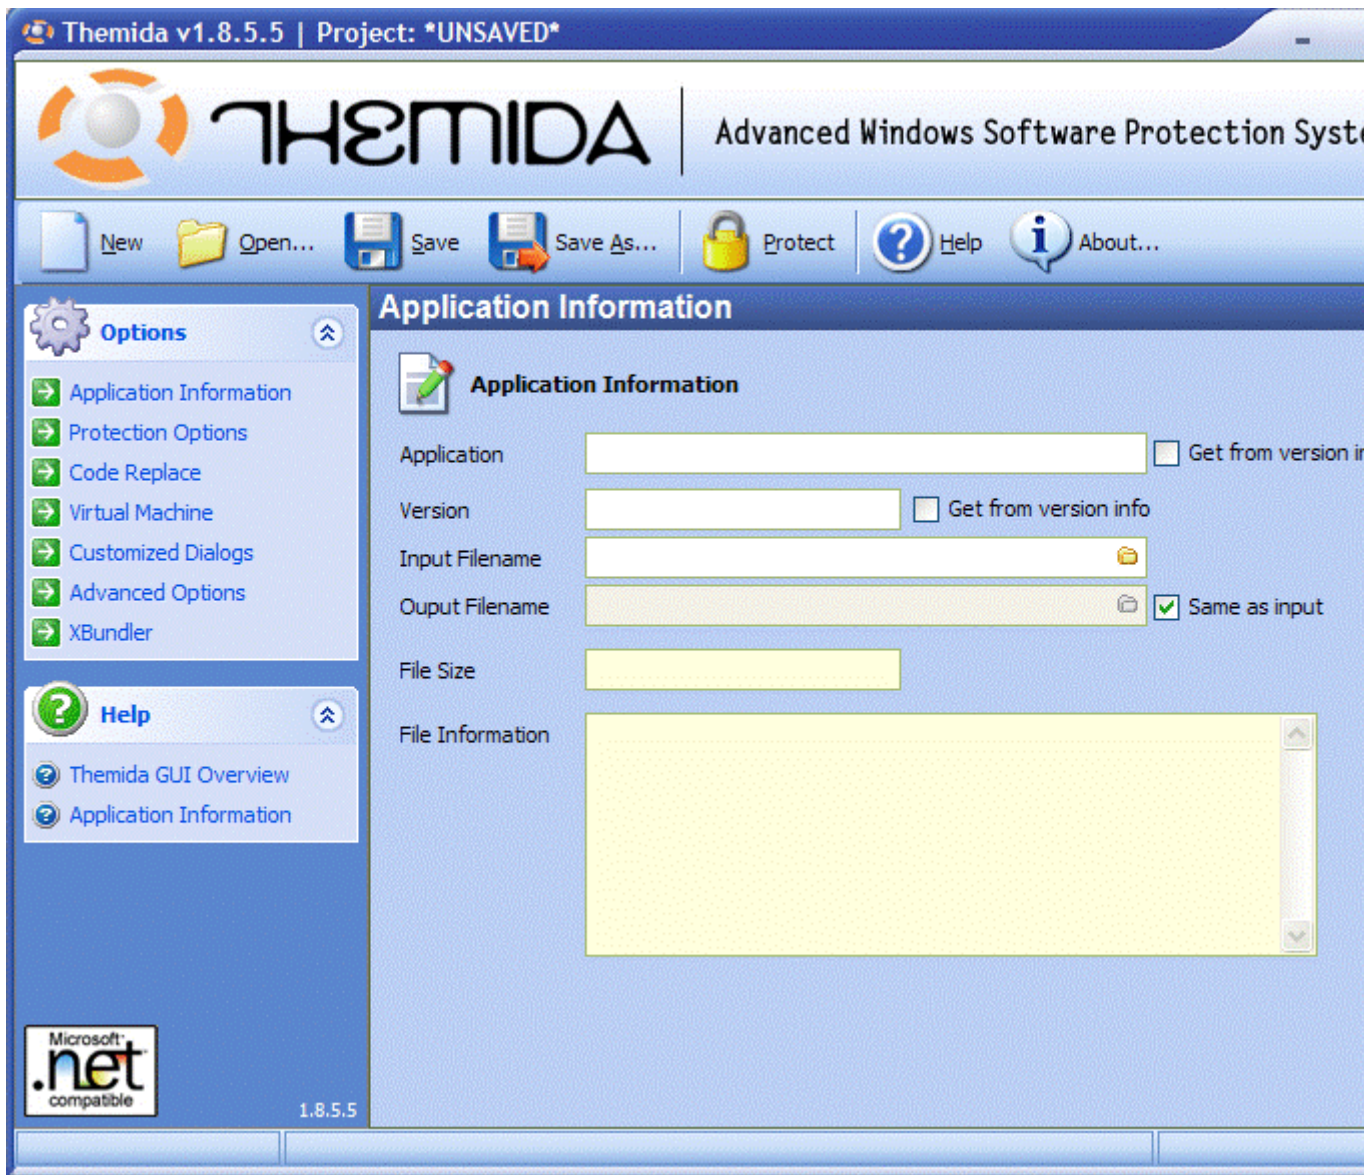 Themida v1.8.5.5 | Project: *UNSAVED*
THEMIDA
Advanced Windows Software Protection Syste
New Open... Save Save As... Protect Help About...
Application Information
Options
Application Information
Protection Options
Code Replace
Virtual Machine
Customized Dialogs
Advanced Options
XBundler
Help
Themida GUI Overview
Application Information
Microsoft
.net
compatible
1.8.5.5
Application Information
Application Get from version in
Version Get from version info
Input Filename
Ouput Filename Same as input
File Size
File Information